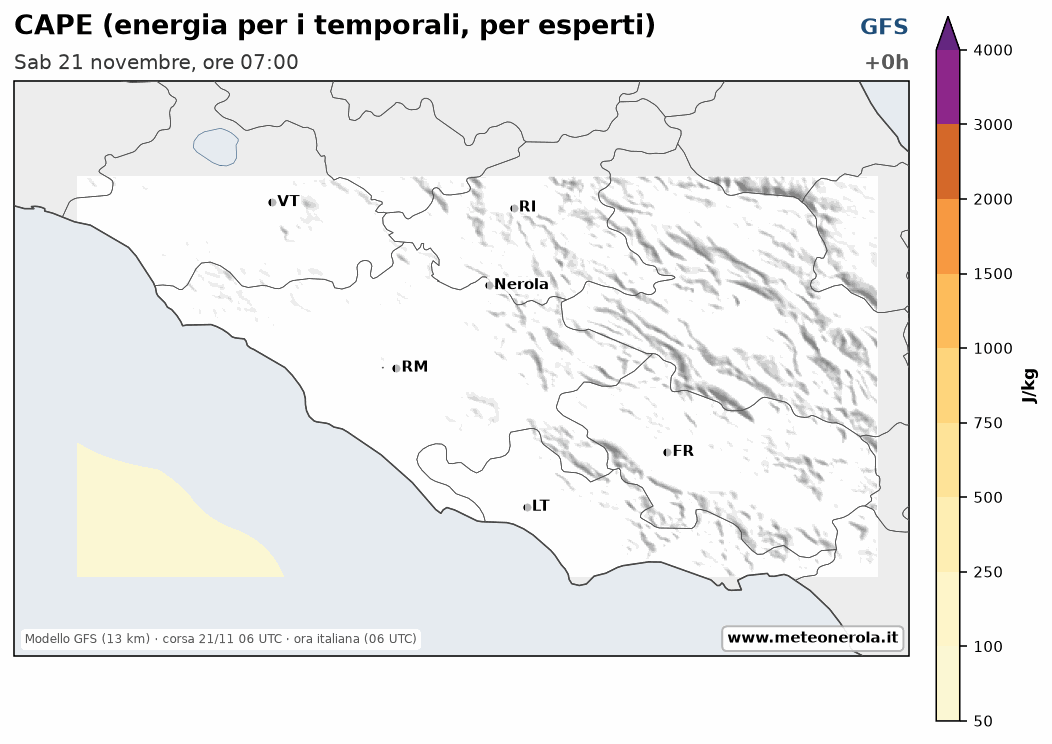 CAPE (energia per i temporali, per esperti)
GFS
Sab 21 novembre, ore 07:00
+0h
VT
RI
Nerola
RM
FR
LT
4000
3000
2000
1500
1000
750
500
250
100
50
J/kg
Modello GFS (13 km) · corsa 21/11 06 UTC · ora italiana (06 UTC)
www.meteonerola.it